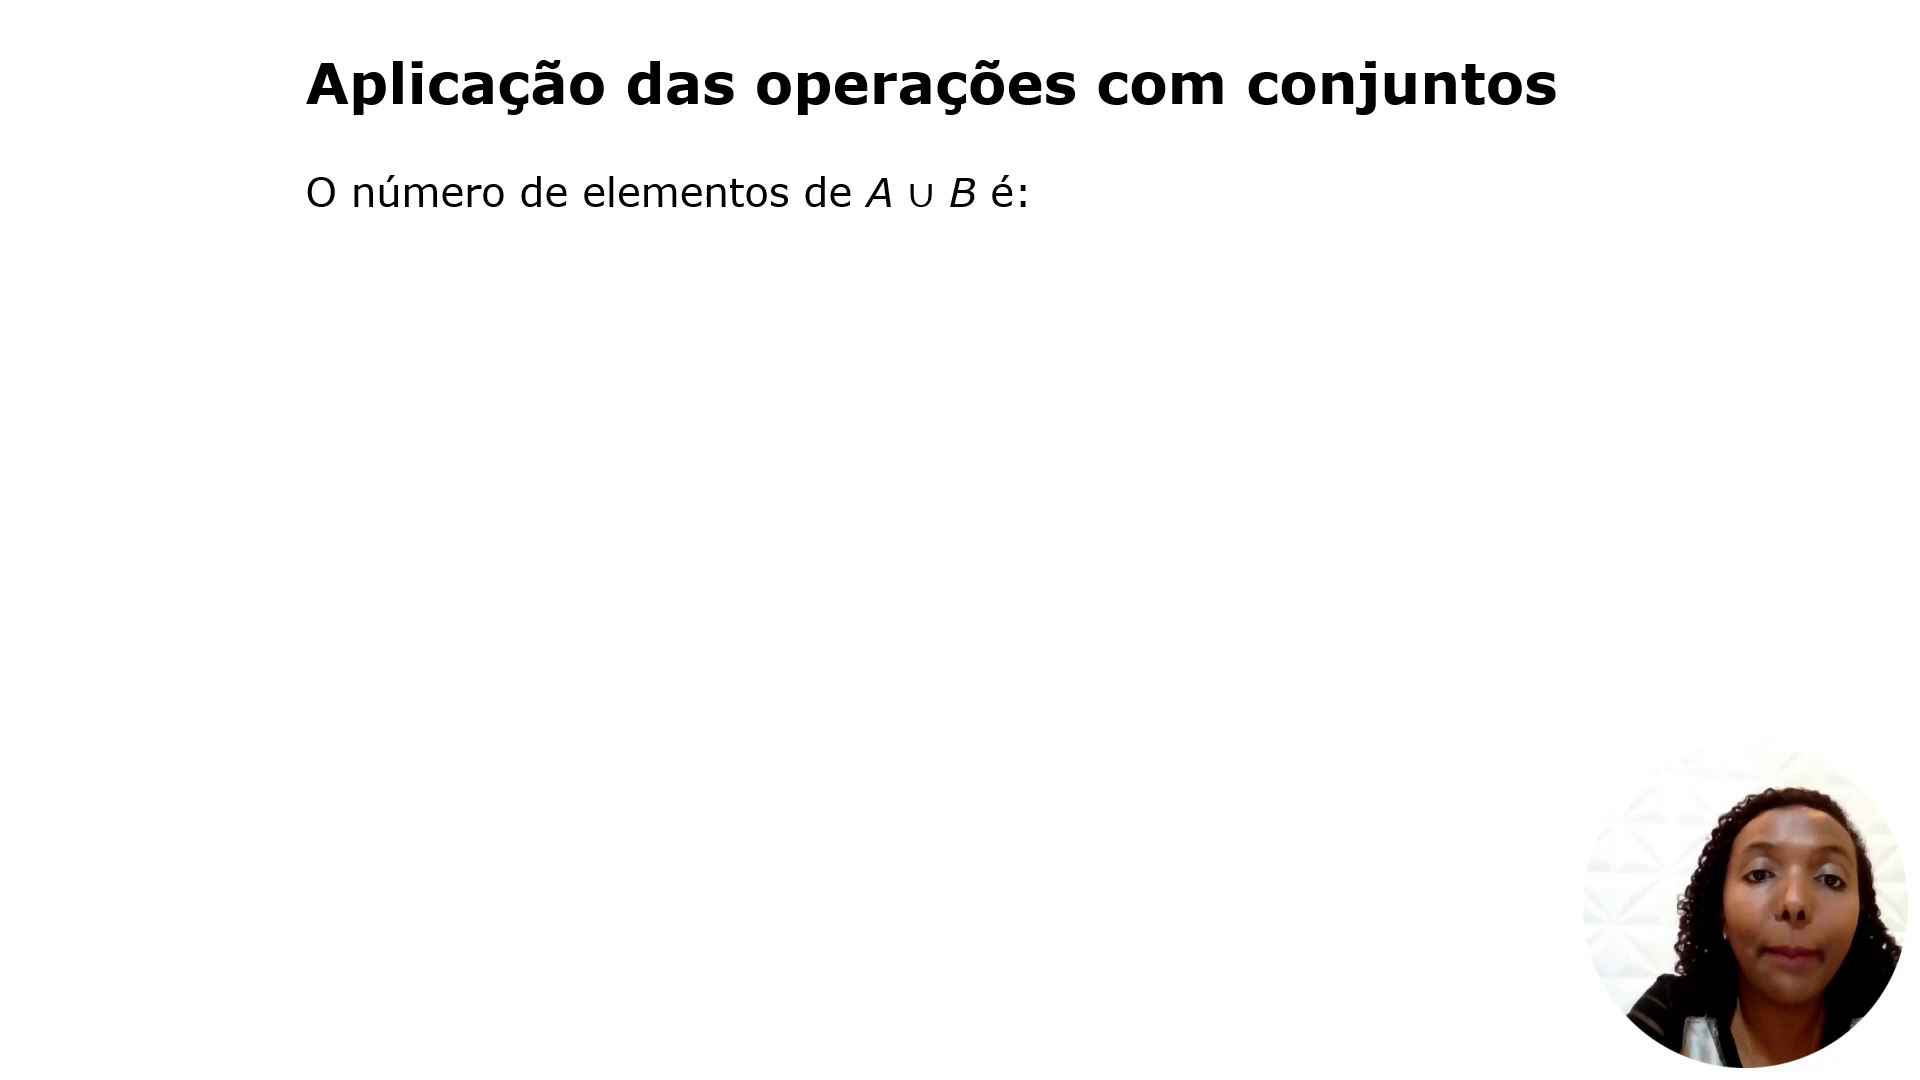 Aplicação das operações com conjuntos
O número de elementos de A ∪ B é: